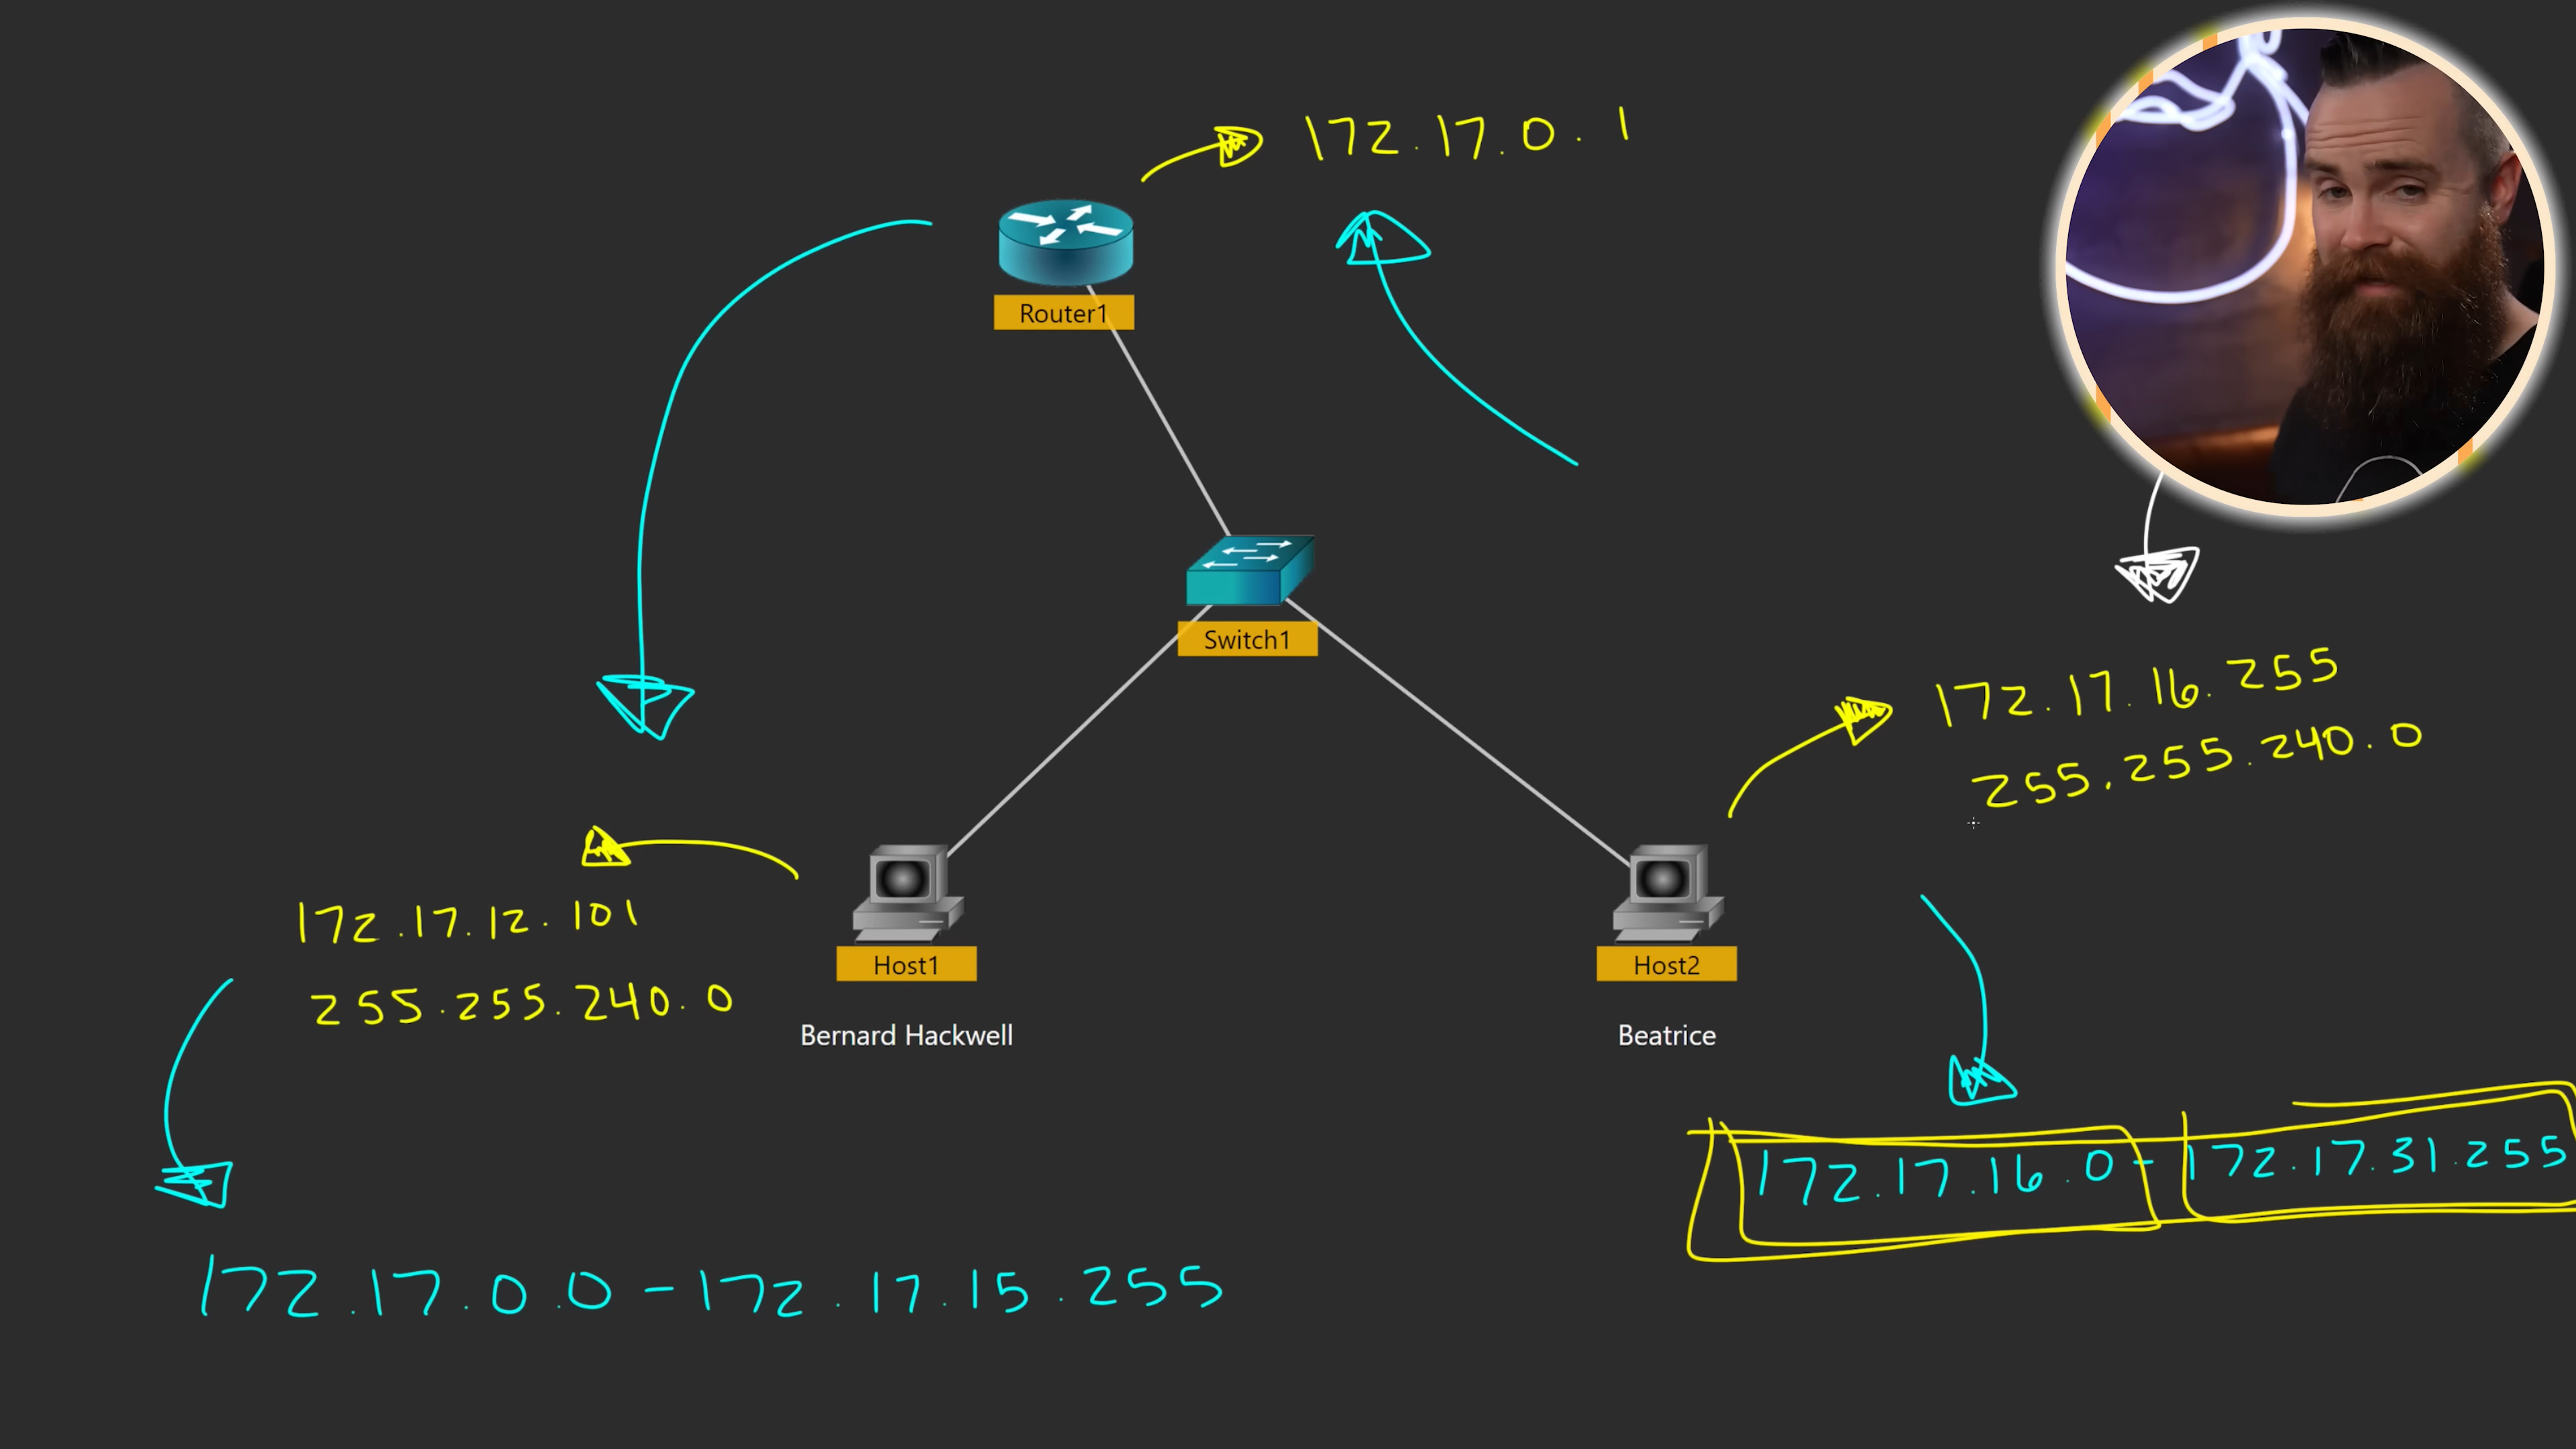 172.17.0.1
Router1
Switch1
172.17.16.255
255.255.240.0
172.17.12.101
255.255.240.0
Host1
Host2
Bernard Hackwell
Beatrice
172.17.16.0-172.17.31.255
172.17.0.0-172.17.15.255